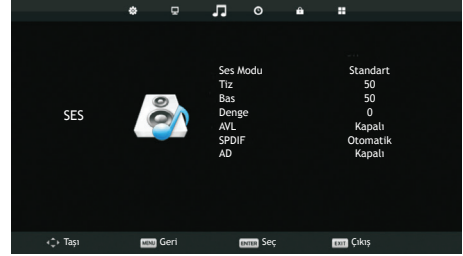 Ses Modu Standart
Tiz 50
Bas 50
SES
Denge 0
AVL Kapalı
SPDIF Otomatik
AD Kapalı
Taşı MENU Geri ENTER Seç EXIT Çıkış